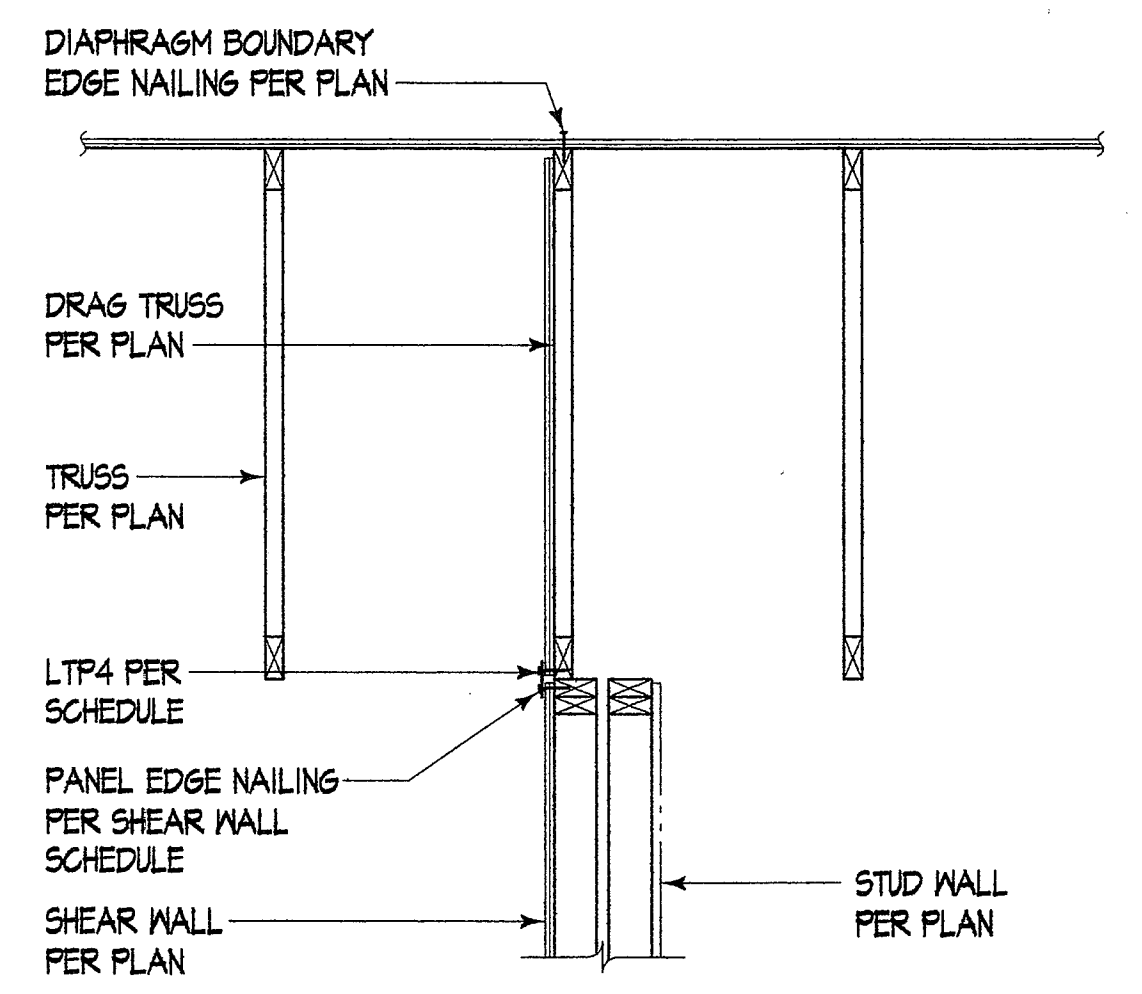 DIAPHRAGM BOUNDARY
EDGE NAILING PER PLAN
DRAG TRUSS
PER PLAN
TRUSS
PER PLAN
LTP4 PER
SCHEDULE
PANEL EDGE NAILING
PER SHEAR WALL
SCHEDULE
SHEAR WALL
PER PLAN
STUD WALL
PER PLAN